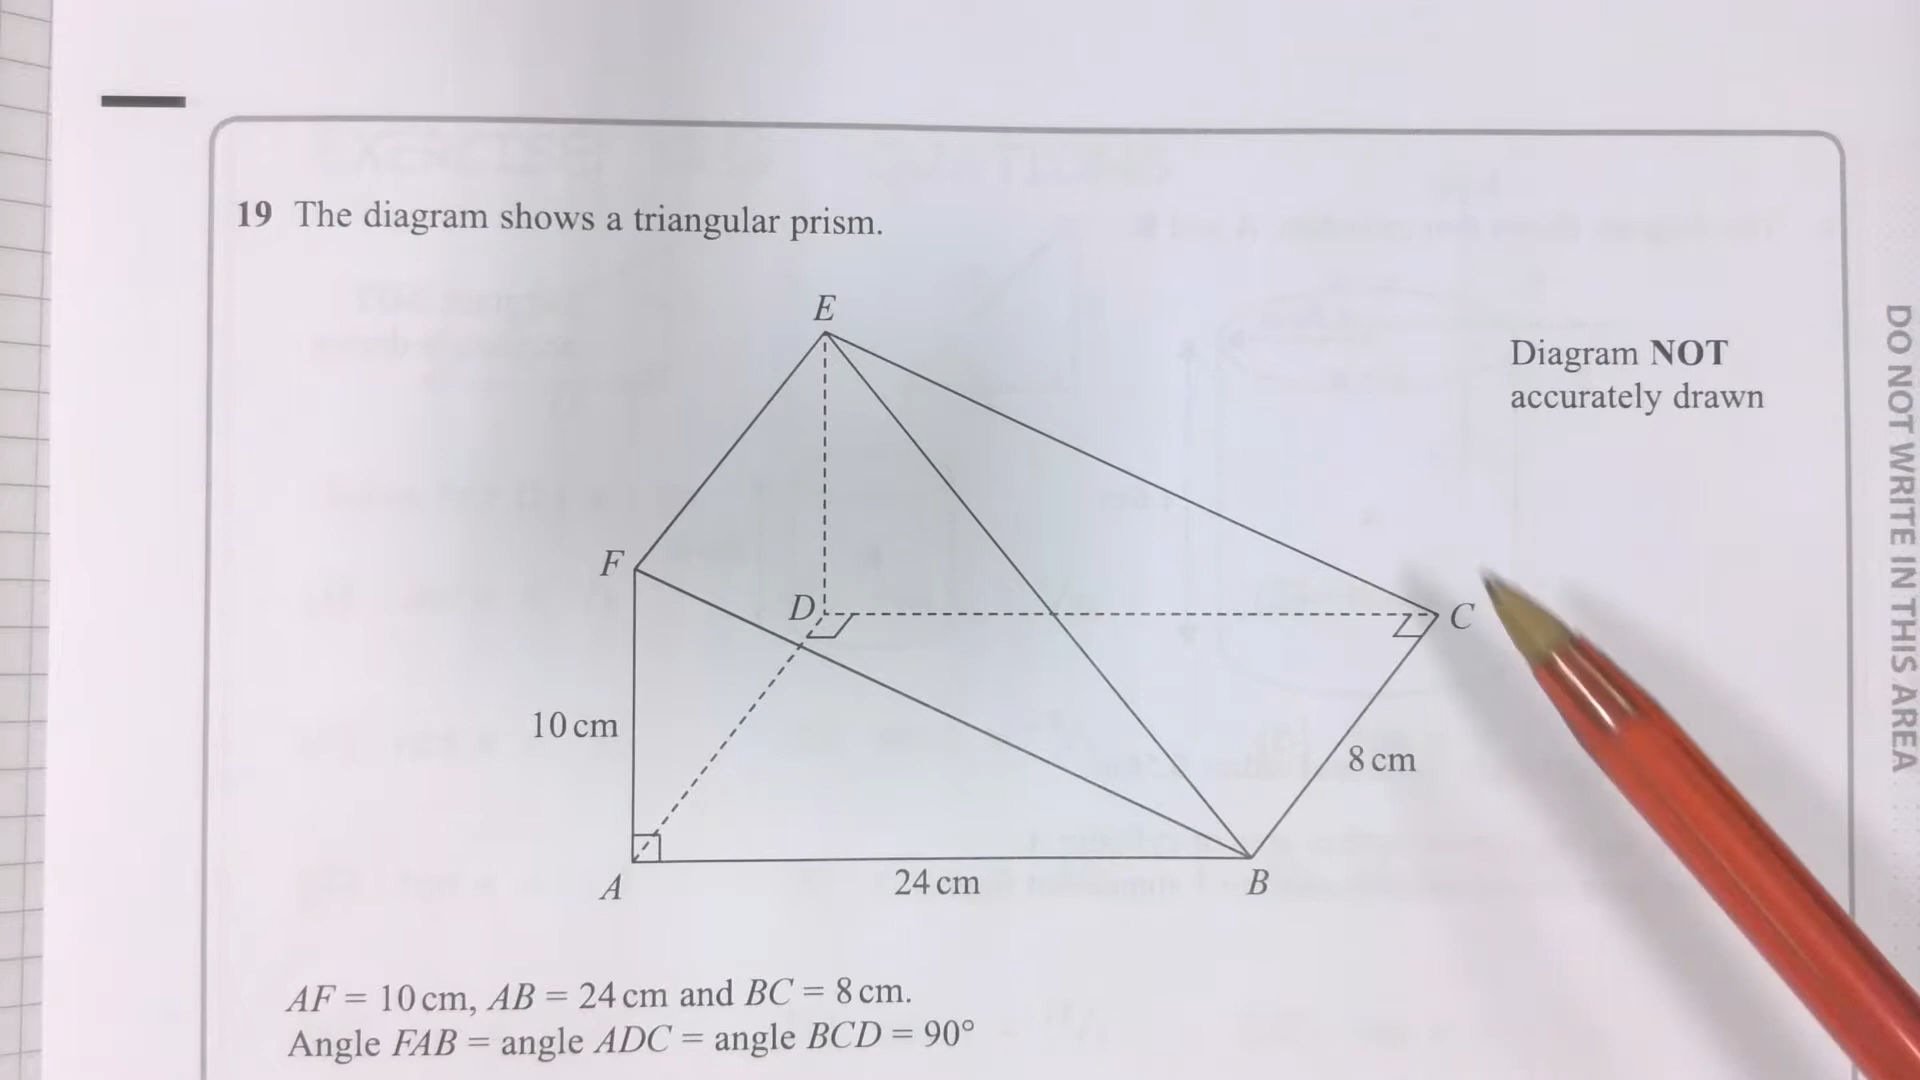 19 The diagram shows a triangular prism.
E
Diagram NOT
accurately drawn
F
D
C
10 cm
8 cm
A
24 cm
B
AF = 10 cm, AB = 24 cm and BC = 8 cm.
Angle FAB = angle ADC = angle BCD = 90°
DO NOT WRITE IN THIS AREA